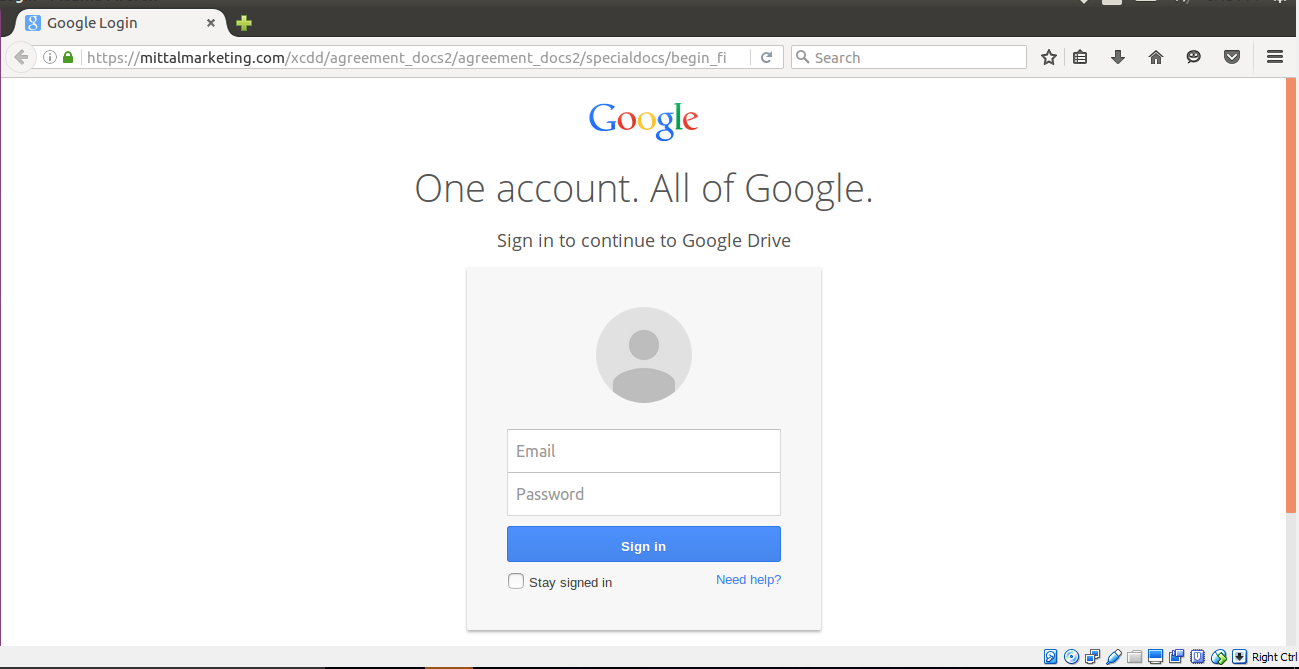 Google Login
https://mittalmarketing.com/xcdd/agreement_docs2/agreement_docs2/specialdocs/begin_fi
Search
Google
One account. All of Google.
Sign in to continue to Google Drive
Email
Password
Sign in
Stay signed in
Need help?
Right Ctrl